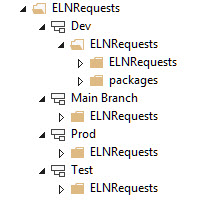 ELNRequests
Dev
ELNRequests
ELNRequests
packages
Main Branch
ELNRequests
Prod
ELNRequests
Test
ELNRequests